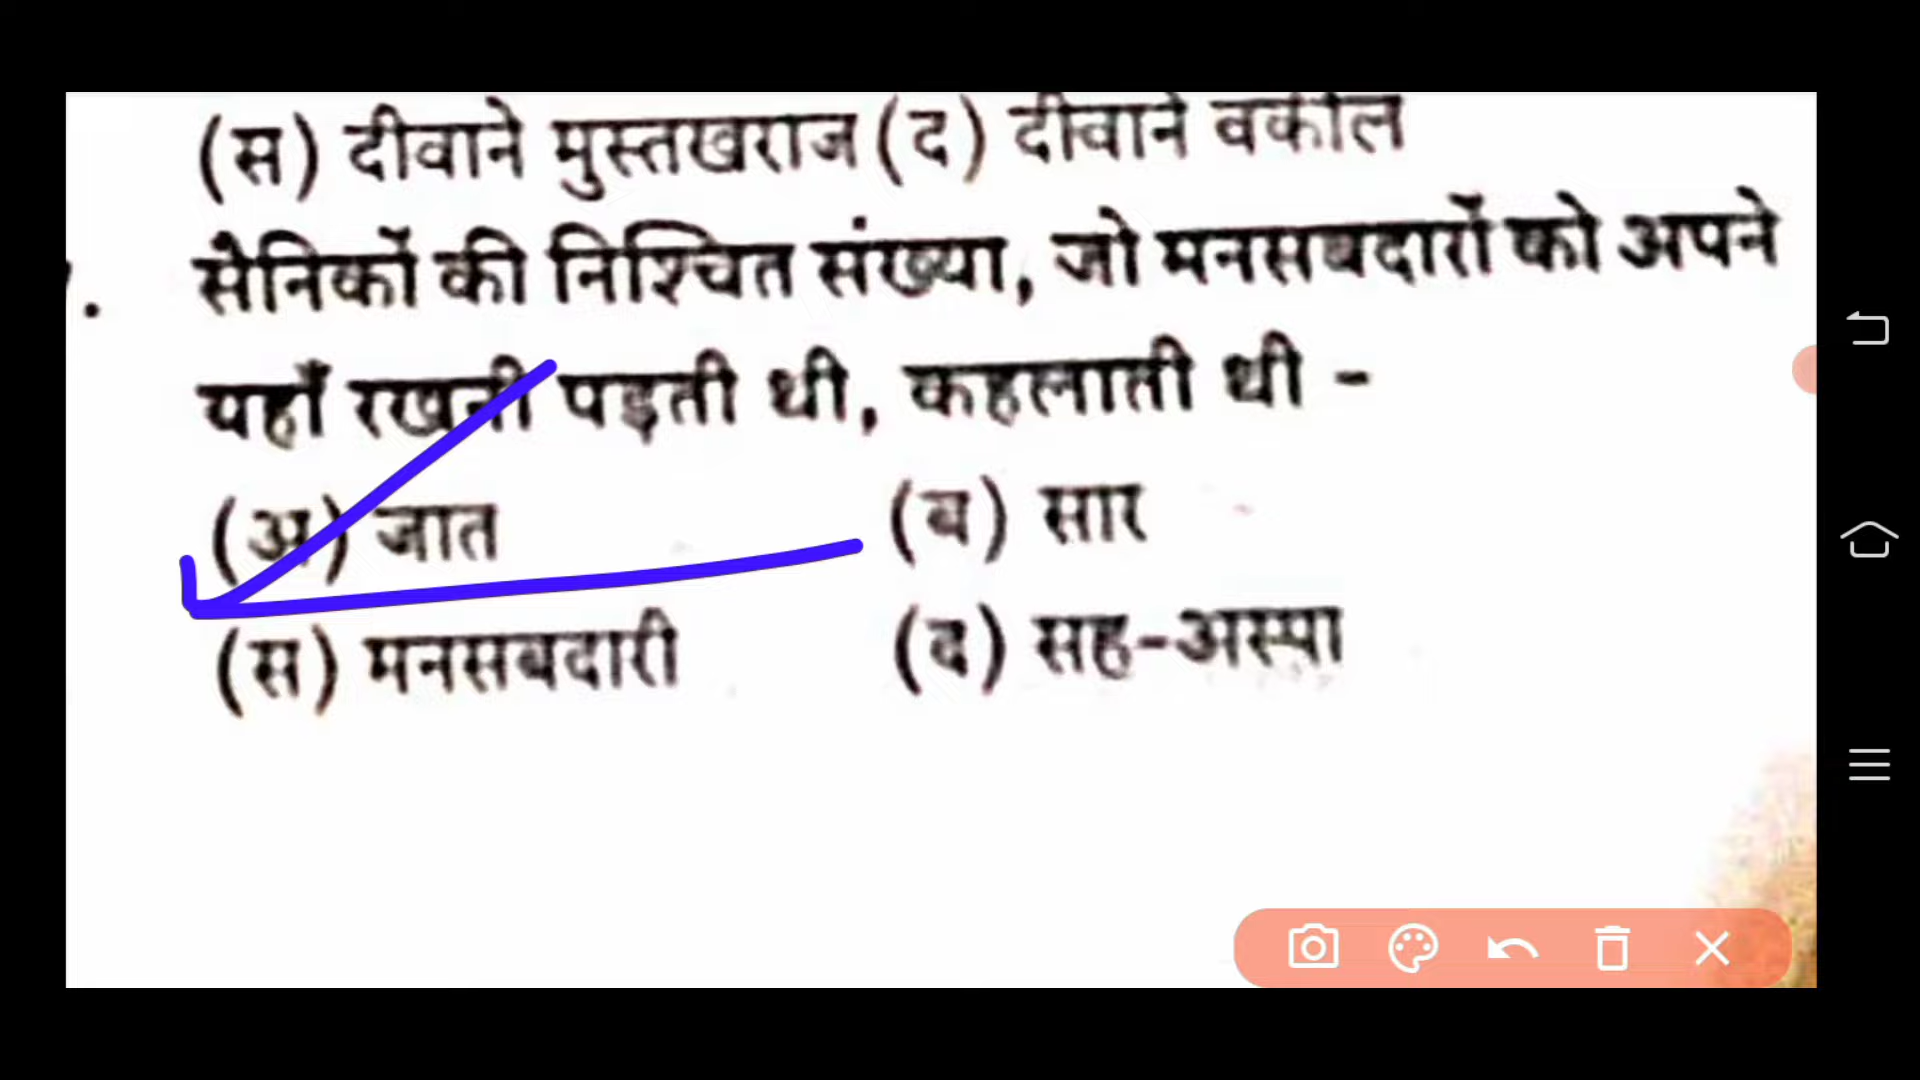 (स) दीवाने मुस्तखराज (द) दीवाने वकील
. सैनिकों की निश्चित संख्या, जो मनसबदारों को अपने
यहाँ रखनी पड़ती थी, कहलाती थी -
(अ) जात (ब) सार
(स) मनसबदारी (द) सह-अस्पा